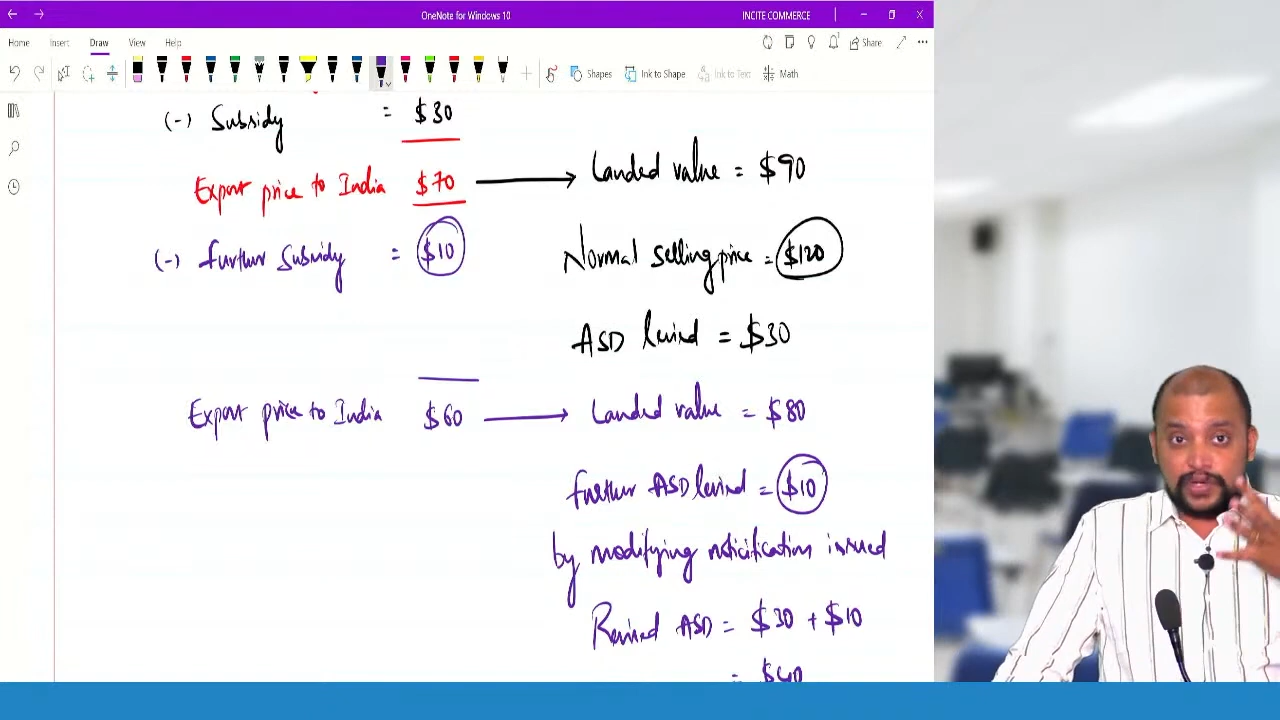 OneNote for Windows 10
INCITE COMMERCE
Home Insert Draw View Help
Share
Shapes Ink to Shape Ink to Text Math
(-) Subsidy = $30
Export price to India $70 Landed value = $90
(-) Further Subsidy = $10
Normal selling price = $120
ASD levied = $30
Export price to India $60 Landed value = $80
Further ASD levied = $10
by modifying noticification issued
Revised ASD = $30 + $10
= $40